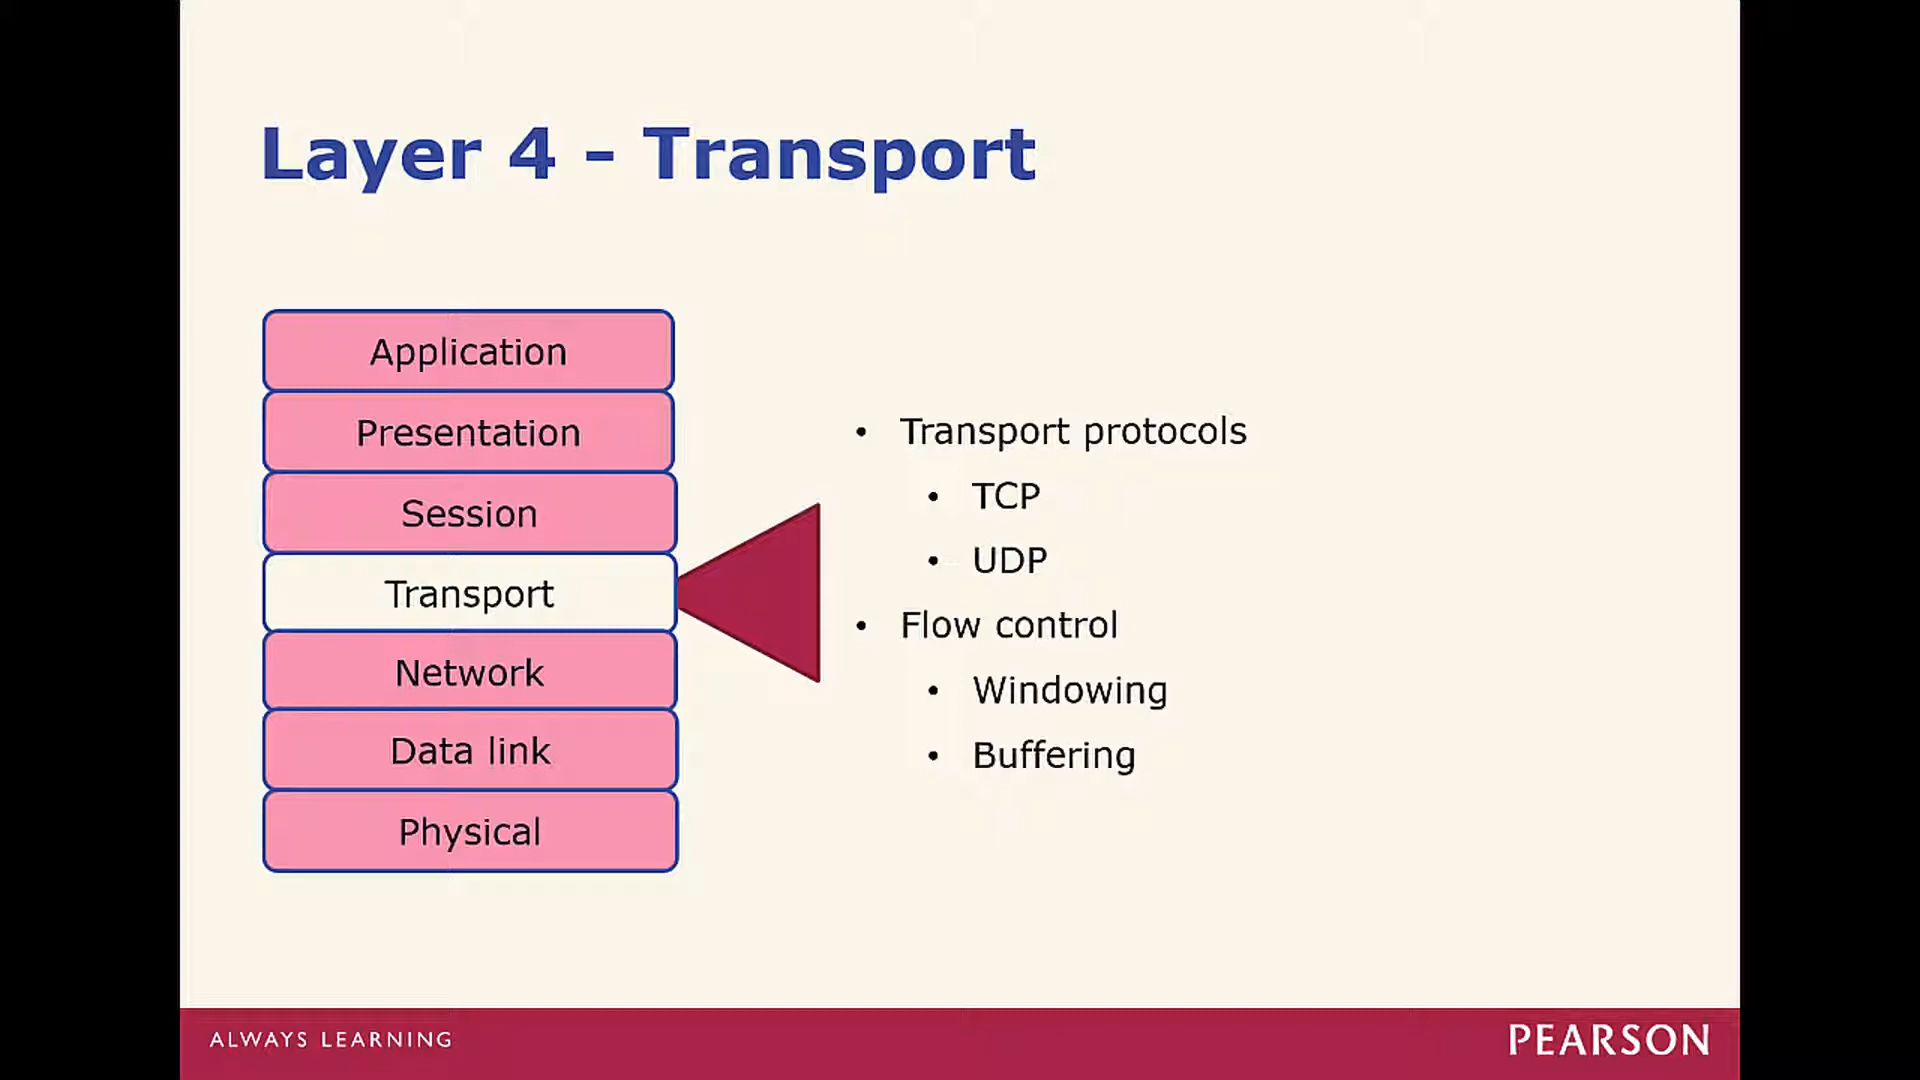 Layer 4 - Transport
Application
Presentation
Session
Transport
Network
Data link
Physical
• Transport protocols
• TCP
• UDP
• Flow control
• Windowing
• Buffering
ALWAYS LEARNING
PEARSON